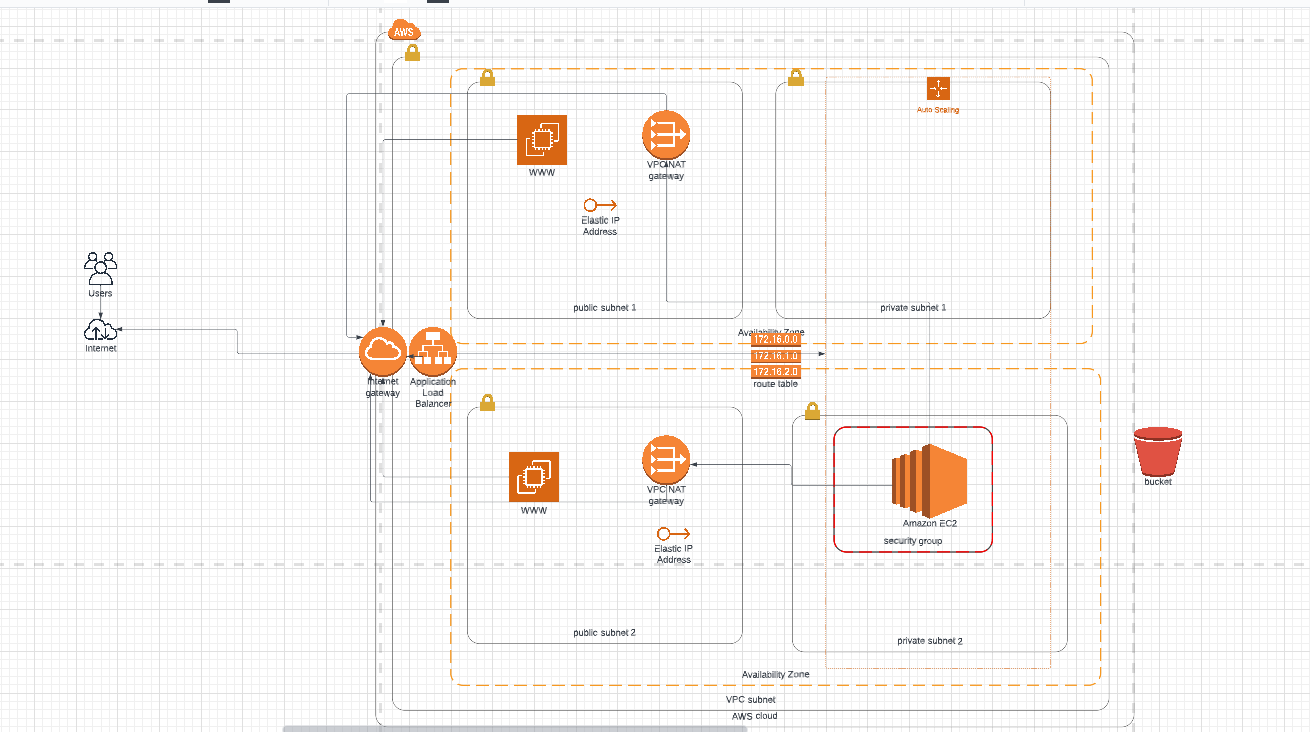 AWS
Auto Scaling
WWW
VPC NAT
gateway
Elastic IP
Address
Users
Internet
public subnet 1
private subnet 1
Availability Zone
172.16.0.0
172.16.1.0
172.16.2.0
route table
Internet
gateway
Application
Load
Balancer
WWW
VPC NAT
gateway
Elastic IP
Address
Amazon EC2
security group
bucket
public subnet 2
private subnet 2
Availability Zone
VPC subnet
AWS cloud